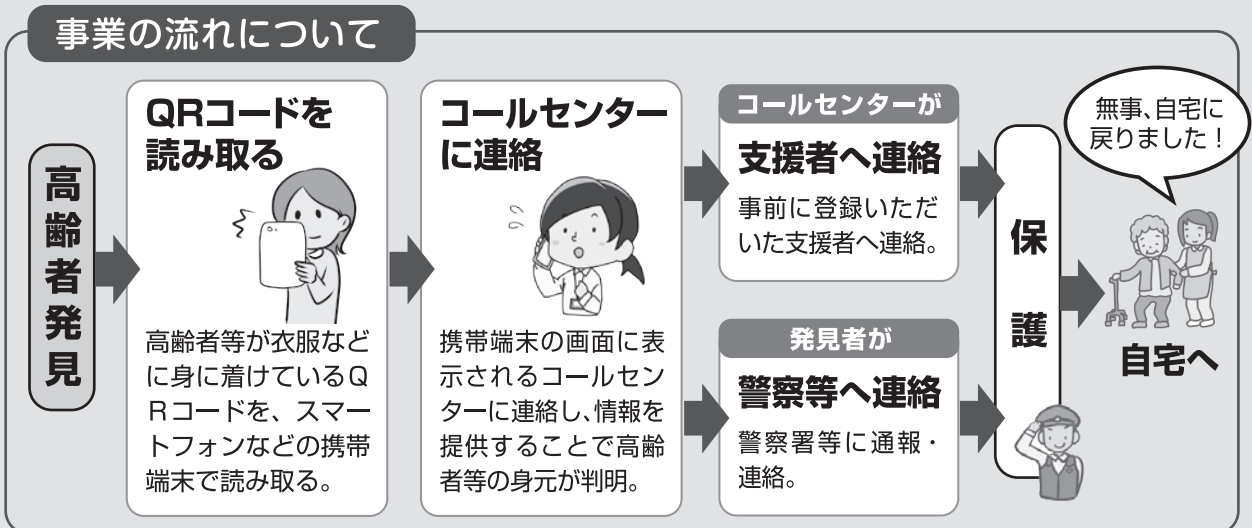 事業の流れについて
高齢者発見
QRコードを
読み取る
高齢者等が衣服など
に身に着けているQ
Rコードを、スマー
トフォンなどの携帯
端末で読み取る。
コールセンター
に連絡
携帯端末の画面に表
示されるコールセン
ターに連絡し、情報を
提供することで高齢
者等の身元が判明。
コールセンターが
支援者へ連絡
事前に登録いただ
いた支援者へ連絡。
発見者が
警察等へ連絡
警察署等に通報・
連絡。
保護
無事、自宅に
戻りました！
自宅へ